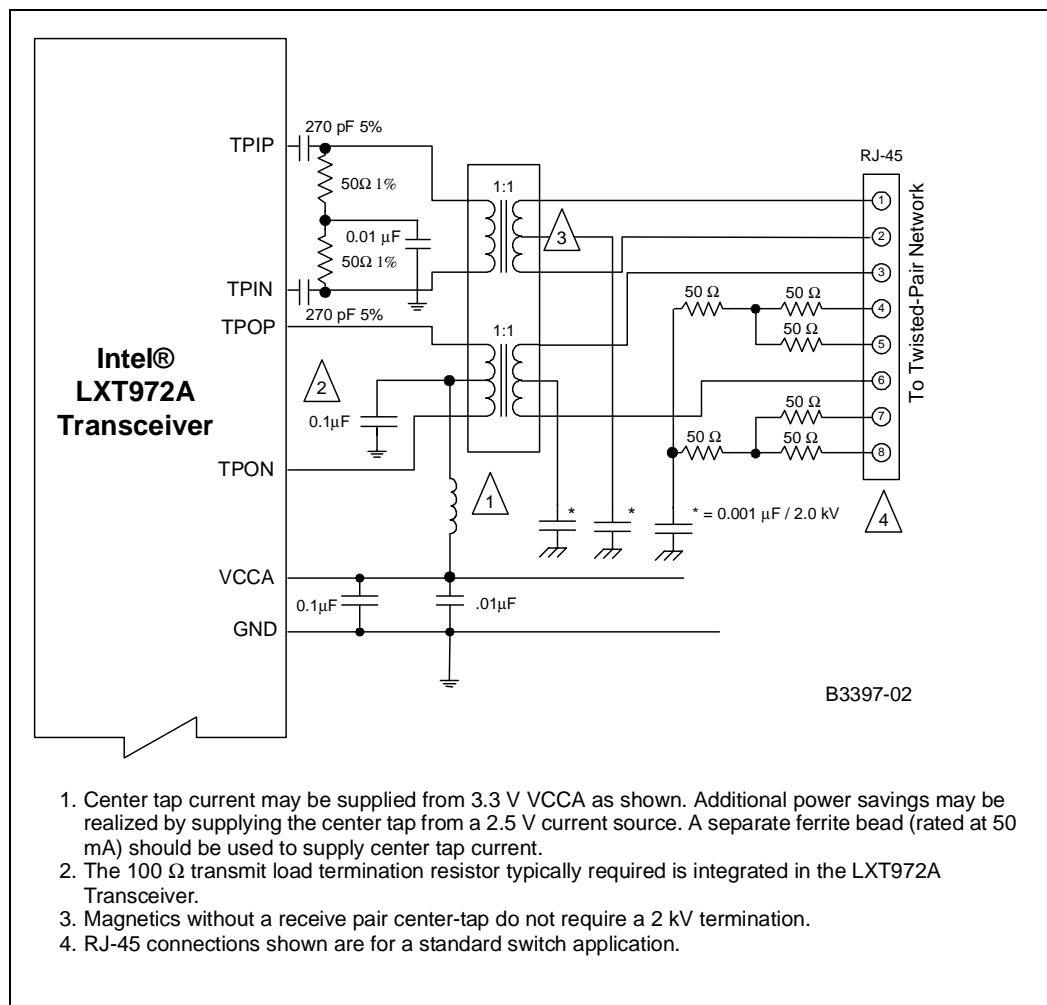 270 pF 5%
TPIP
RJ-45
50Ω 1%
1:1
1
To Twisted-Pair Network
0.01 μF
3
2
50Ω 1%
3
TPIN
50 Ω
50 Ω
4
270 pF 5%
TPOP
1:1
50 Ω
5
Intel®
LXT972A
Transceiver
2
6
0.1μF
50 Ω
7
50 Ω
50 Ω
8
TPON
1
4
*
*
* = 0.001 μF / 2.0 kV
VCCA
0.1μF
.01μF
GND
B3397-02
1. Center tap current may be supplied from 3.3 V VCCA as shown. Additional power savings may be
realized by supplying the center tap from a 2.5 V current source. A separate ferrite bead (rated at 50
mA) should be used to supply center tap current.
2. The 100 Ω transmit load termination resistor typically required is integrated in the LXT972A
Transceiver.
3. Magnetics without a receive pair center-tap do not require a 2 kV termination.
4. RJ-45 connections shown are for a standard switch application.